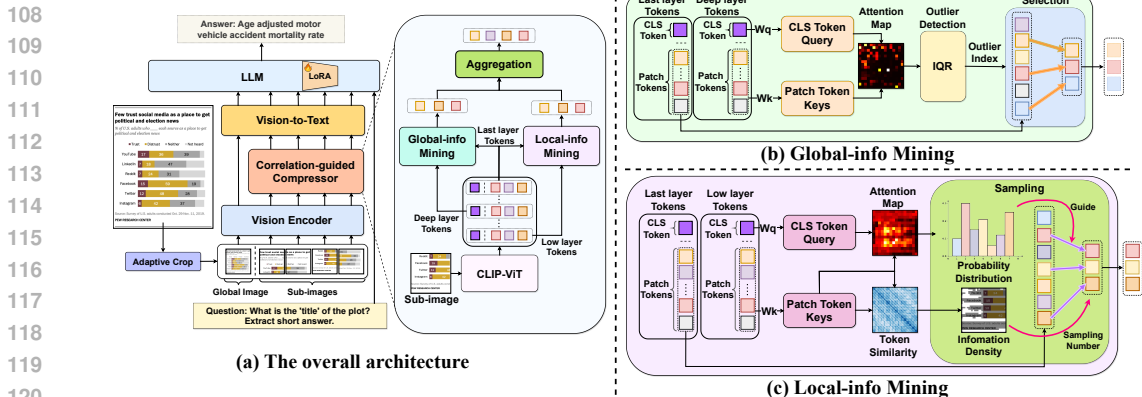 108
109
110
111
112
113
114
115
116
117
118
119
120
Answer: Age adjusted motor
vehicle accident mortality rate
LLM
LoRA
Vision-to-Text
Correlation-guided
Compressor
Vision Encoder
Adaptive Crop
Global Image
Sub-images
Question: What is the 'title' of the plot?
Extract short answer.
Few trust social media as a place to get
political and election news
YouTube
LinkedIn
Reddit
Facebook
Twitter
Instagram
PEW RESEARCH CENTER
(a) The overall architecture
Aggregation
Global-info
Mining
Last layer
Tokens
Local-info
Mining
Deep layer
Tokens
Low layer
Tokens
CLIP-ViT
Sub-image
Last layer
Tokens
Deep layer
Tokens
CLS
Token
Patch
Tokens
Wq
Wk
CLS Token
Query
Patch Token
Keys
Attention
Map
Outlier
Detection
IQR
Outlier
Index
Selection
(b) Global-info Mining
Last layer
Tokens
Low layer
Tokens
CLS
Token
Patch
Tokens
Wq
Wk
CLS Token
Query
Patch Token
Keys
Attention
Map
Token
Similarity
Sampling
Probability
Distribution
Guide
Infomation
Density
Sampling
Number
(c) Local-info Mining